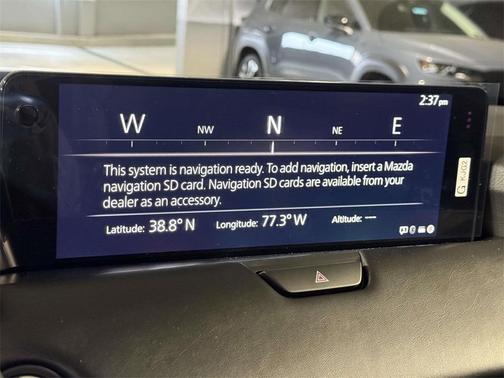 2:37 pm
W NW N NE E
This system is navigation ready. To add navigation, insert a Mazda
navigation SD card. Navigation SD cards are available from your
dealer as an accessory.
Latitude: 38.8° N Longitude: 77.3° W Altitude: ----
G